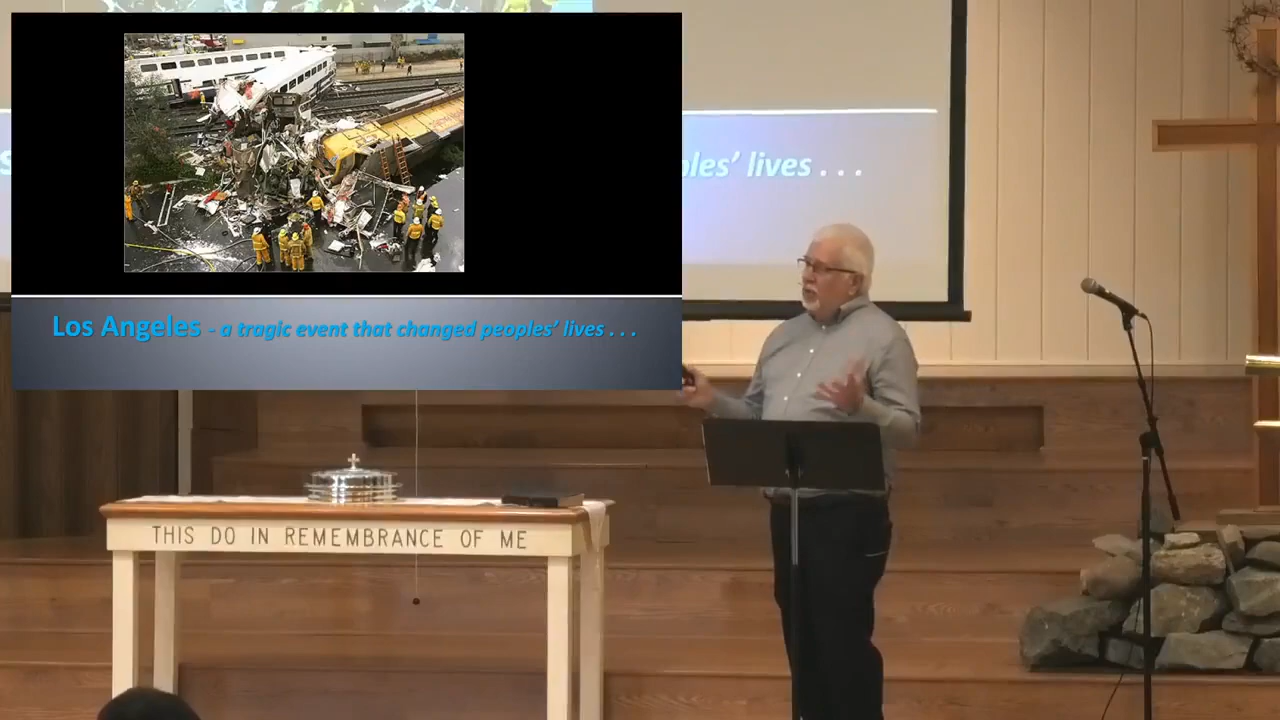 Los Angeles - a tragic event that changed peoples' lives . . .
ples' lives . . .
THIS DO IN REMEMBRANCE OF ME